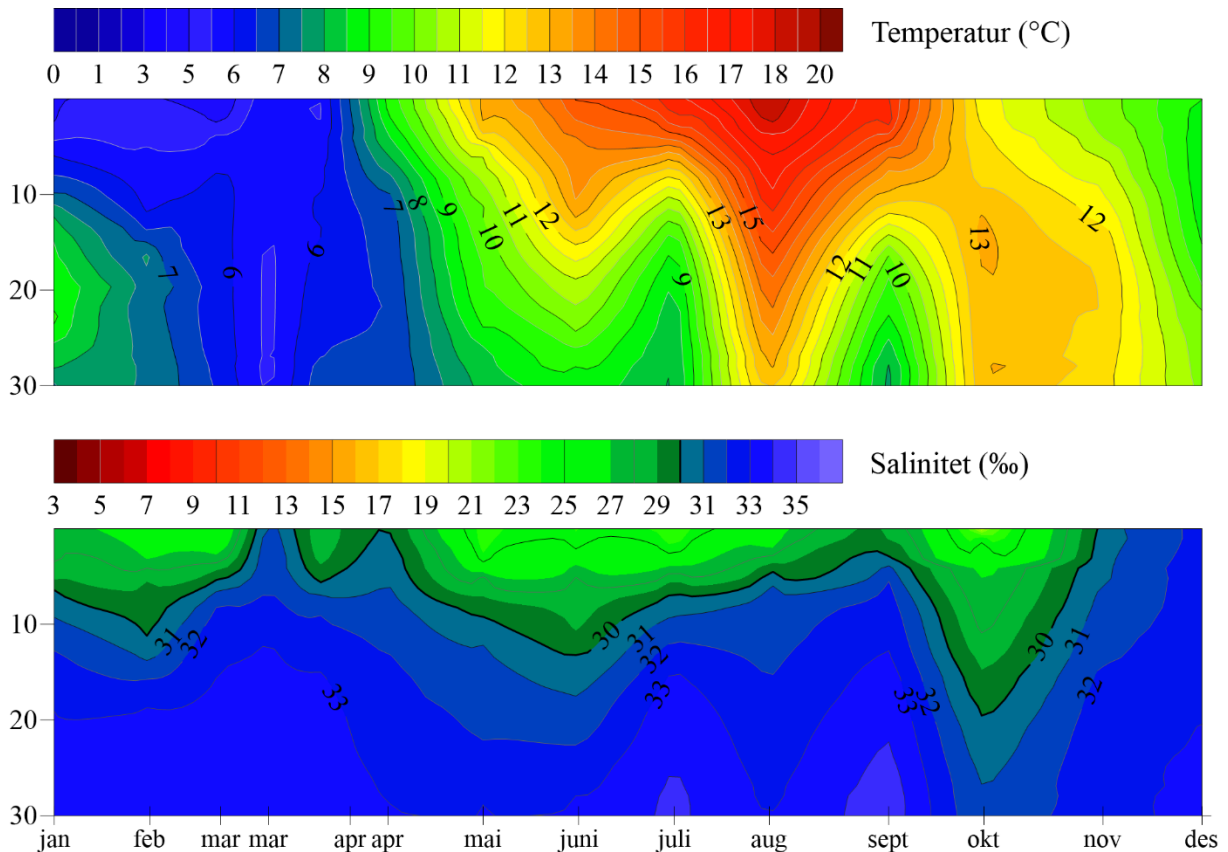 Temperatur (°C)
0 1 3 4 5 6 7 8 9 10 11 12 13 14 15 16 17 18 20
10
20
30
7 6 6 7 8 9 10 11 12 9 13 15 12 11 10 13 12
Salinitet (‰)
3 5 7 9 11 13 15 17 19 21 23 25 27 29 31 33 35
10
20
30
31 32 33 30 31 32 33 33 32 30 31 32
jan feb mar mar apr apr mai juni juli aug sept okt nov des